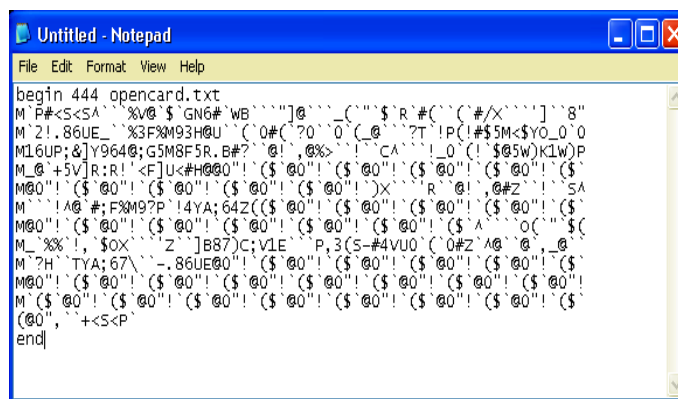 Untitled - Notepad
File Edit Format View Help
begin 444 opencard.txt
M`P#<S<S^```%V@`$`GN6#`WB```"]@```_(`"`$`R`#(``(`#/X````']``8"
M`2!.86UE_``%3F%M93H@U``(`0#(`?0``0`(_@```?T`!P(!#$5M<$YO_0`0
M16UP;&]Y964@;G5M8F5R.B#?``@!`,@%>``!``C^```!_0`(!`$@5W)K1W)P
M_@`+5V]R:R!'<F]U<#H@@0"!`($`@0"!`($`@0"!`($`@0"!`($`@0"!`($`
M@0"!`($`@0"!`($`@0"!`($`@0"!`($`@0"!`)X````R``@!`,@#Z```!``S^
M````!^@`#;F%M9?P`!4YA;64Z(($`@0"!`($`@0"!`($`@0"!`($`@0"!`($`
M@0"!`($`@0"!`($`@0"!`($`@0"!`($`@0"!`($`@0"!`($`^````O(`"`$(
M_`%%`!,`$OX````'Z```]B87)C;V1E```P,3(S-#4VU0`(`0#Z`^@``@`,_@``
M`?H``TYA;67\``-.86UE@0"!`($`@0"!`($`@0"!`($`@0"!`($`@0"!`($`
M@0"!`($`@0"!`($`@0"!`($`@0"!`($`@0"!`($`@0"!`($`@0"!`($`@0"!
M`($`@0"!`($`@0"!`($`@0"!`($`@0"!`($`@0"!`($`@0"!`($`@0"!`($`
(@0",``+<S<P`
end